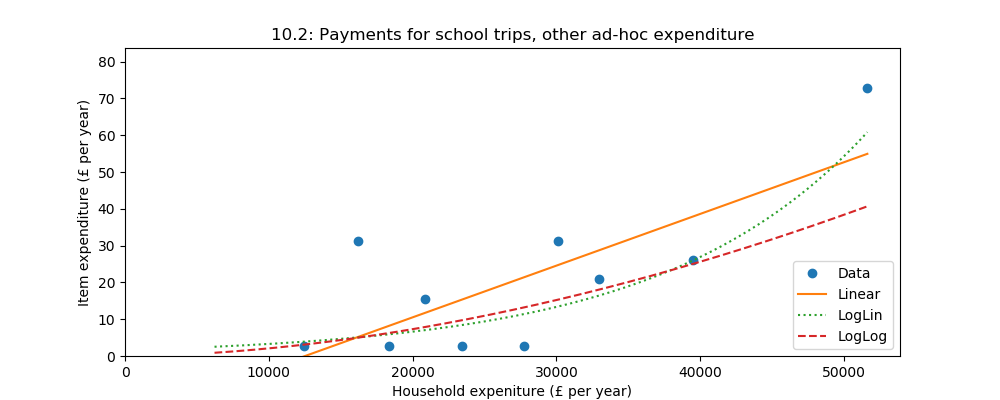 10.2: Payments for school trips, other ad-hoc expenditure
Item expenditure (£ per year)
80
70
60
50
40
30
20
10
0
0 10000 20000 30000 40000 50000
Household expeniture (£ per year)
Data
Linear
LogLin
LogLog